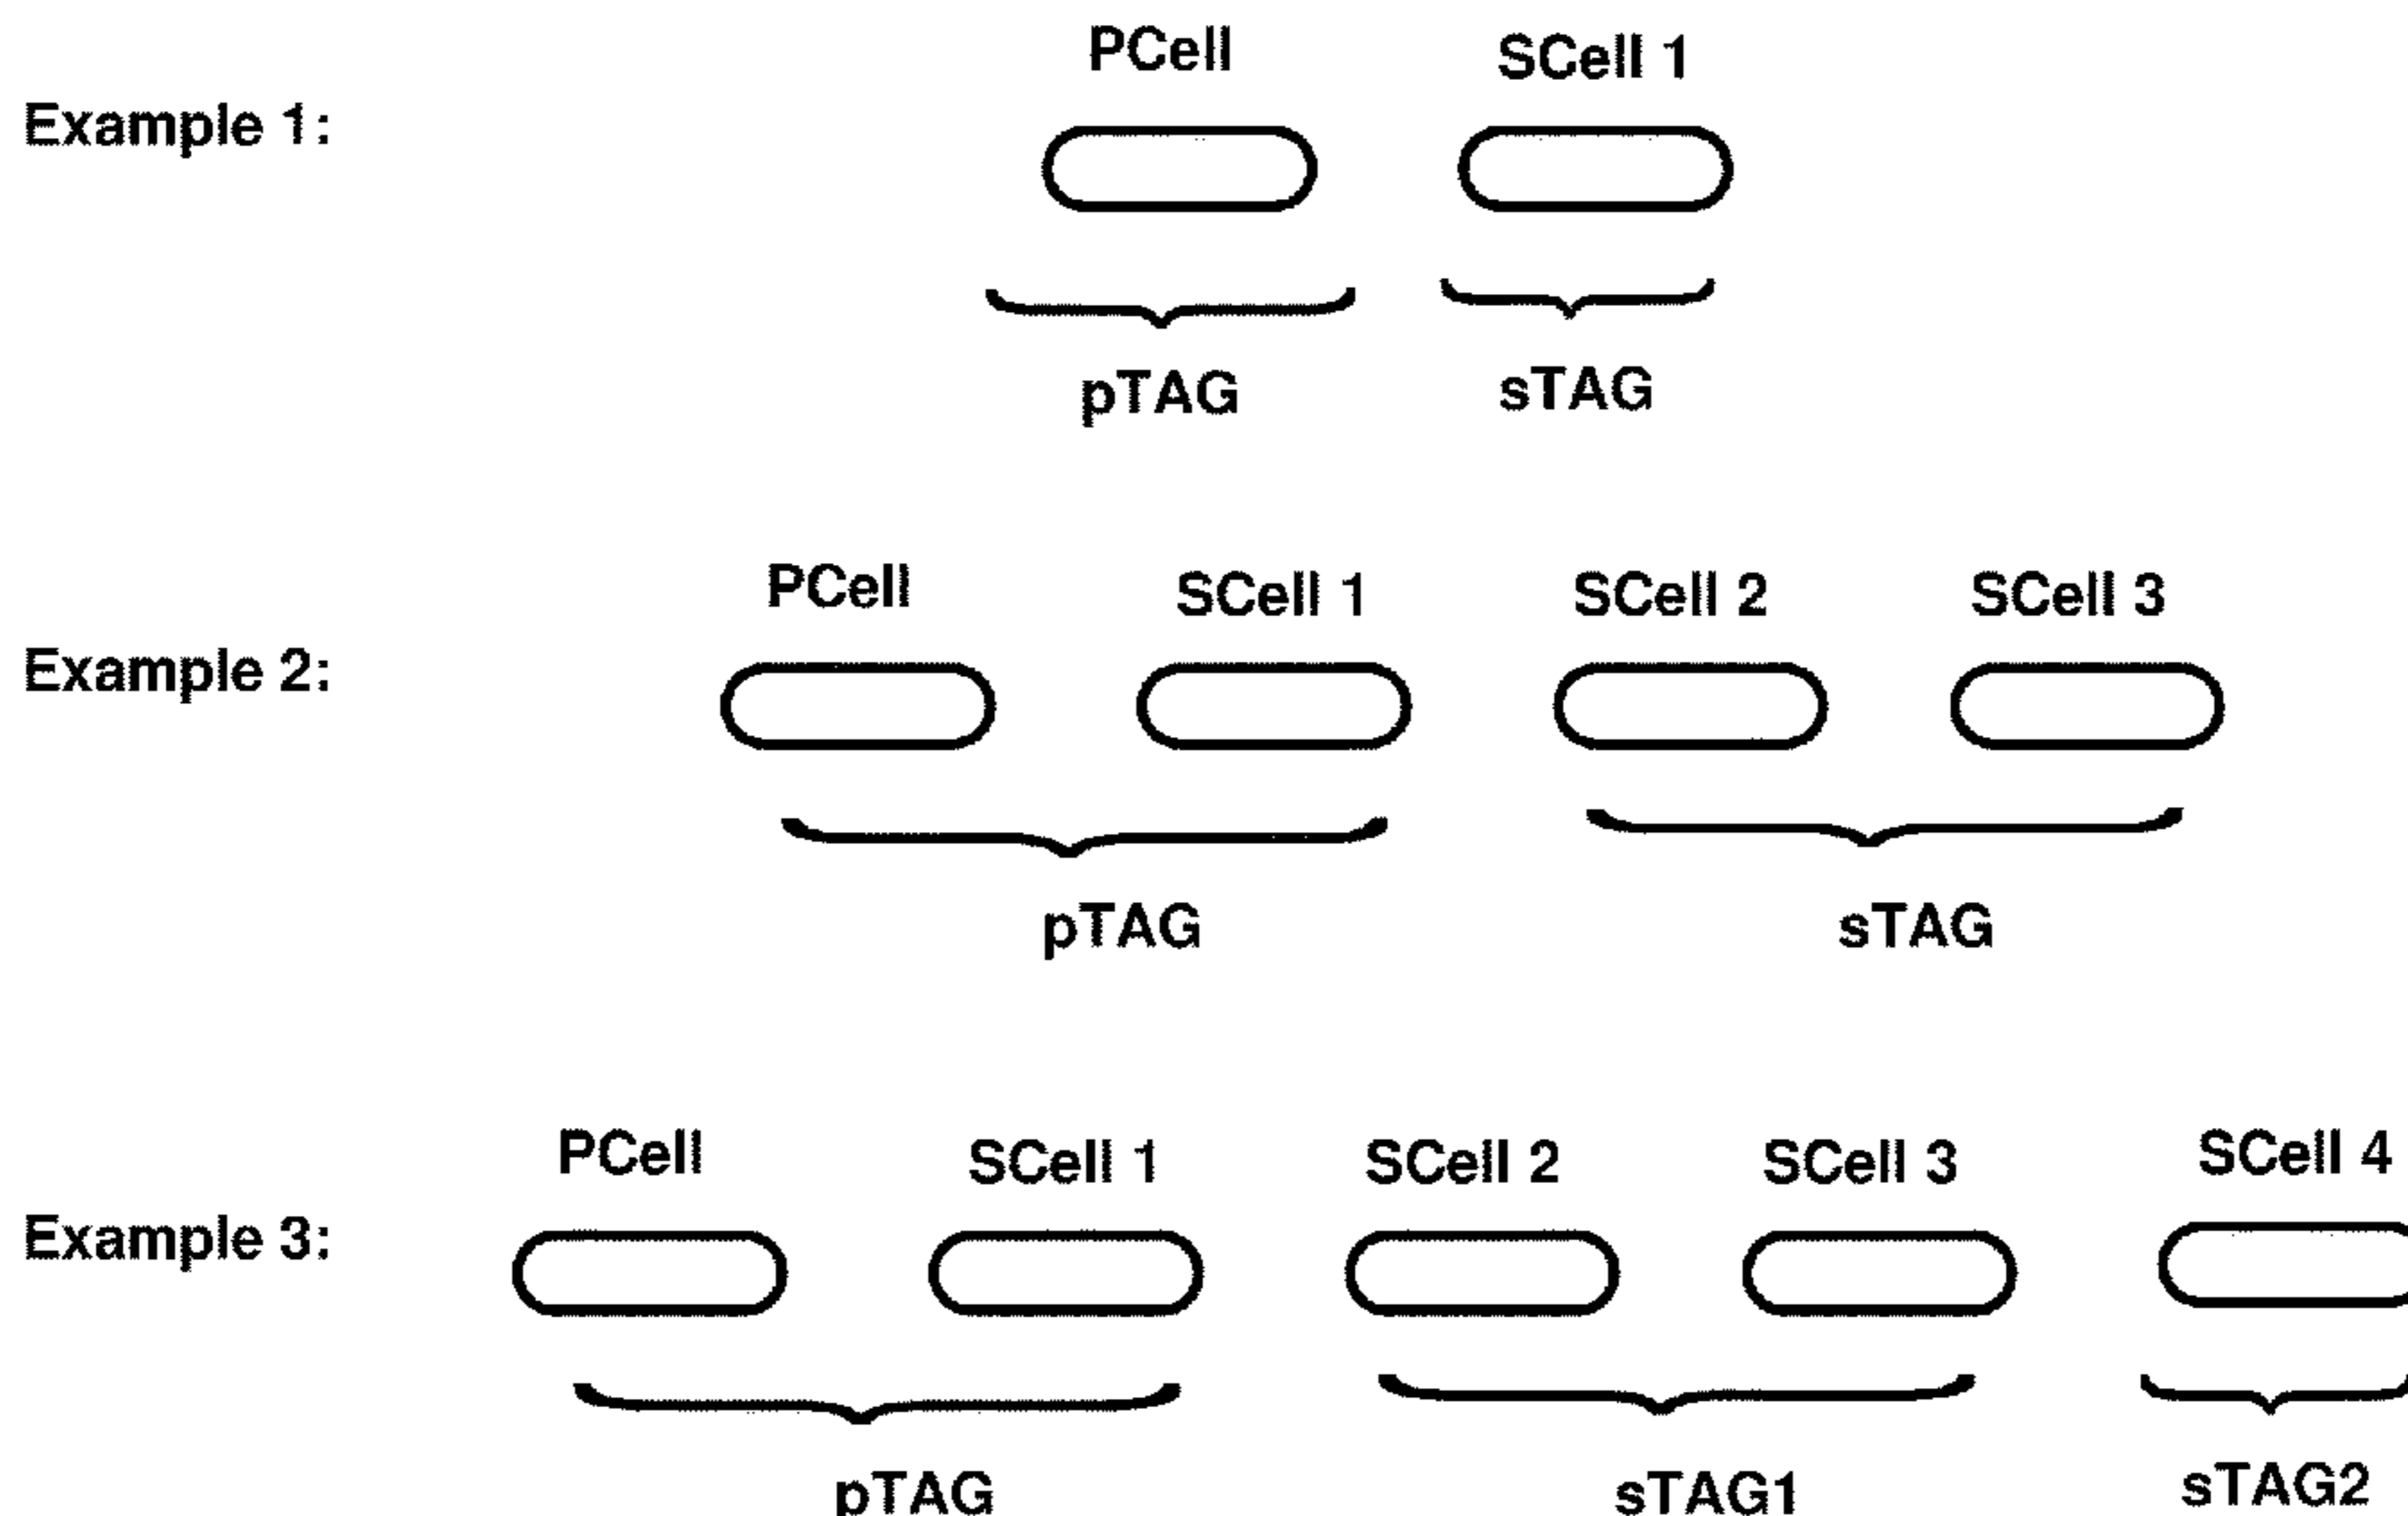 PCell SCell 1
Example 1:
pTAG sTAG
PCell SCell 1 SCell 2 SCell 3
Example 2:
pTAG sTAG
PCell SCell 1 SCell 2 SCell 3 SCell 4
Example 3:
pTAG sTAG1 sTAG2